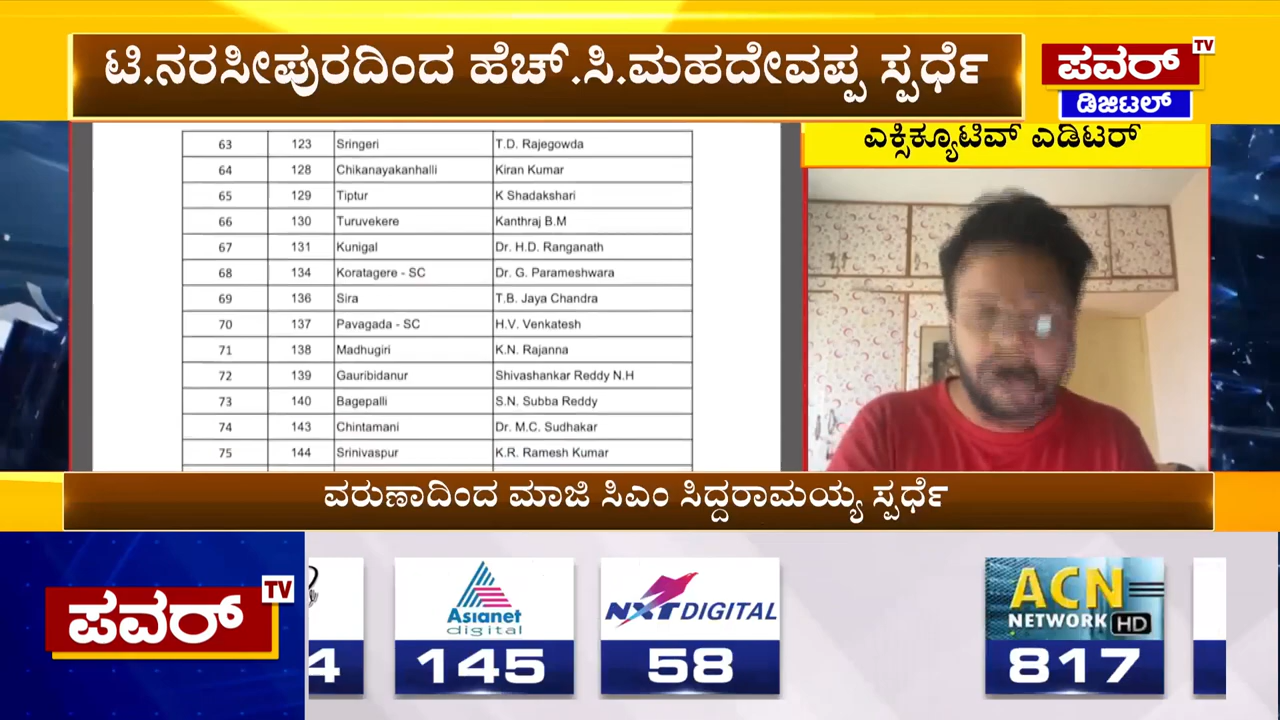 ಟಿ.ನರಸೀಪುರದಿಂದ ಹೆಚ್.ಸಿ.ಮಹದೇವಪ್ಪ ಸ್ಪರ್ಧೆ
ಪವರ್ TV
ಡಿಜಿಟಲ್
ಎಕ್ಸಿಕ್ಯೂಟಿವ್ ಎಡಿಟರ್
63 123 Sringeri T.D. Rajegowda
64 128 Chikanayakanhalli Kiran Kumar
65 129 Tiptur K Shadakshari
66 130 Turuvekere Kanthraj B.M
67 131 Kunigal Dr. H.D. Ranganath
68 134 Koratagere - SC Dr. G. Parameshwara
69 136 Sira T.B. Jaya Chandra
70 137 Pavagada - SC H.V. Venkatesh
71 138 Madhugiri K.N. Rajanna
72 139 Gauribidanur Shivashankar Reddy N.H
73 140 Bagepalli S.N. Subba Reddy
74 143 Chintamani Dr. M.C. Sudhakar
75 144 Srinivaspur K.R. Ramesh Kumar
ವರುಣಾದಿಂದ ಮಾಜಿ ಸಿಎಂ ಸಿದ್ದರಾಮಯ್ಯ ಸ್ಪರ್ಧೆ
ಪವರ್ TV
4
Asianet
digital
145
NXTDIGITAL
58
ACN
NETWORK HD
817